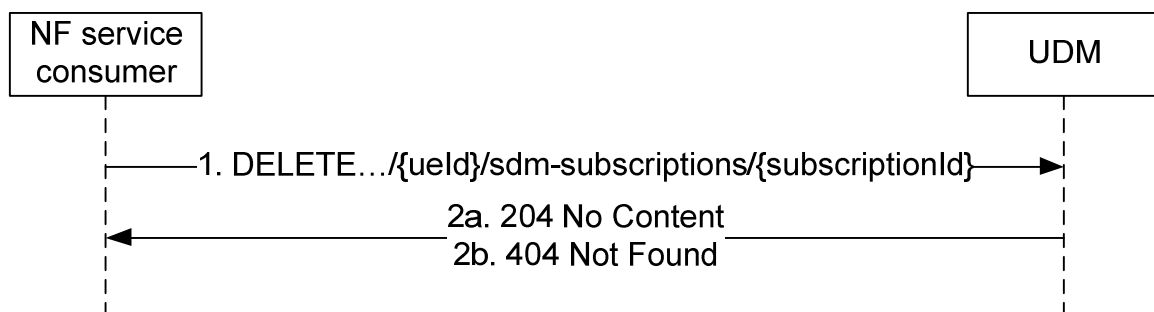 NF service
consumer
UDM
1. DELETE…/{ueId}/sdm-subscriptions/{subscriptionId}
2a. 204 No Content
2b. 404 Not Found